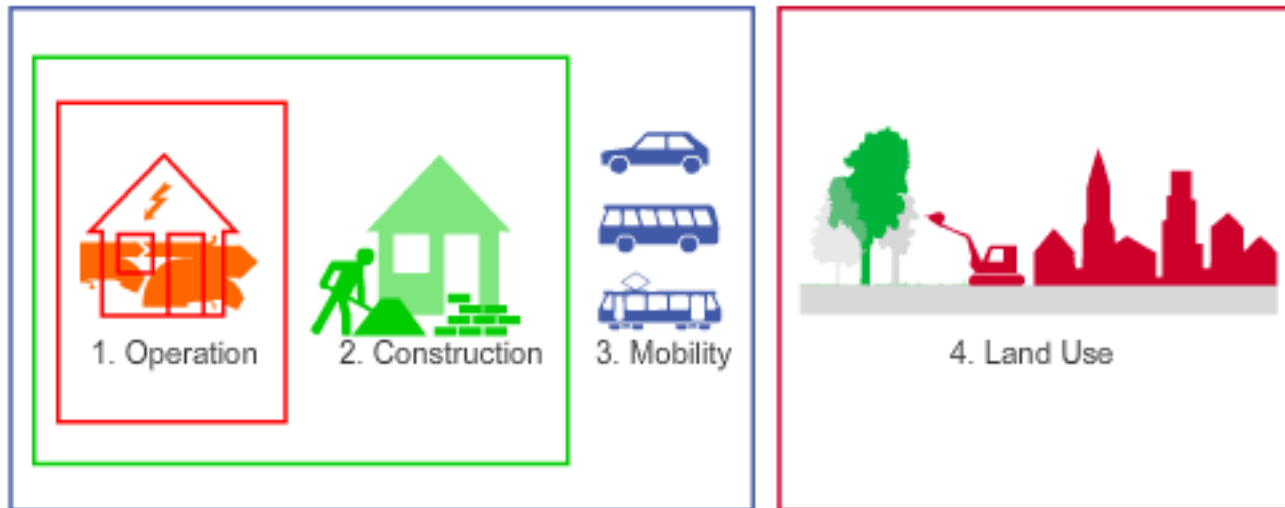 1. Operation
2. Construction
3. Mobility
4. Land Use